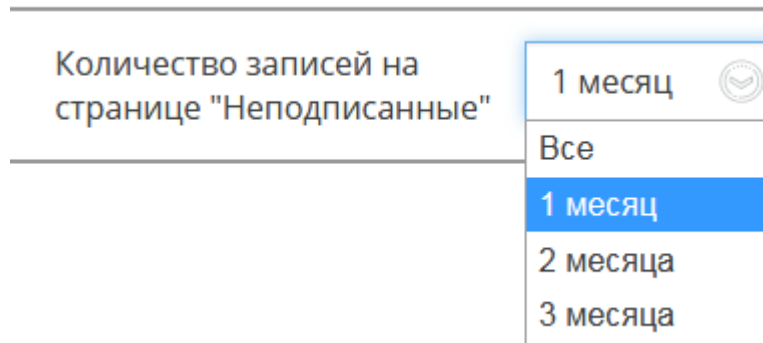 Количество записей на
странице "Неподписанные"
1 месяц
Все
1 месяц
2 месяца
3 месяца